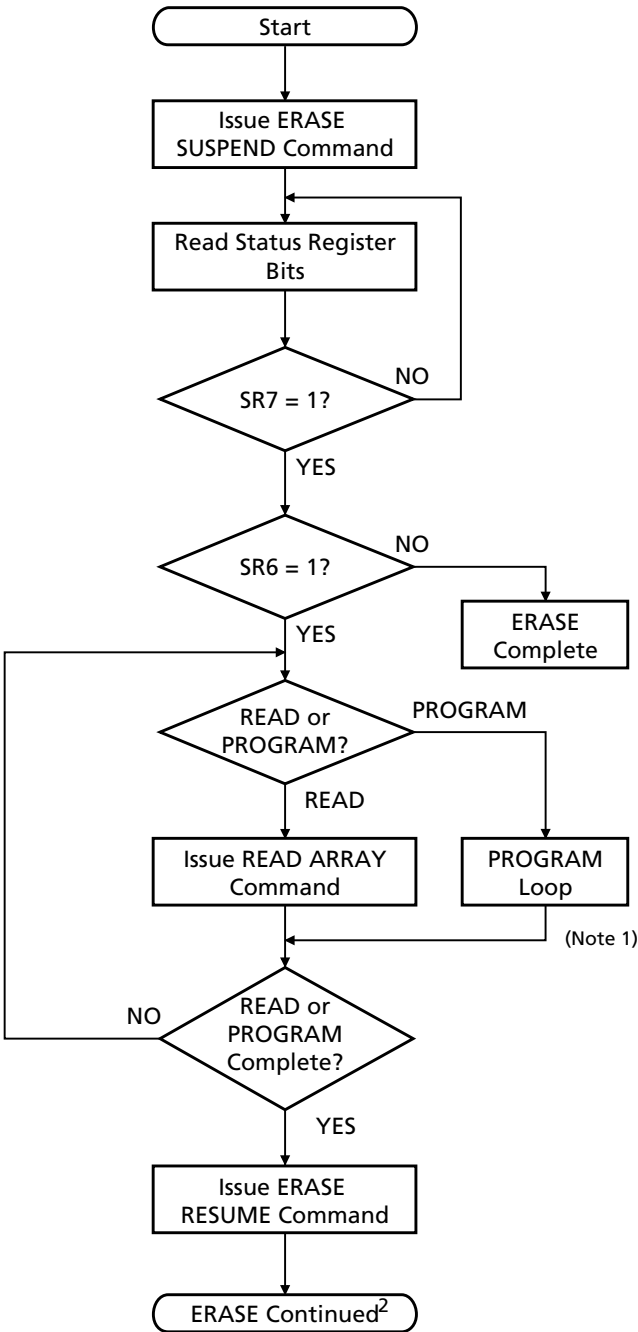 Start
Issue ERASE
SUSPEND Command
Read Status Register
Bits
NO
SR7 = 1?
YES
NO
SR6 = 1?
YES
ERASE
Complete
READ or
PROGRAM?
PROGRAM
READ
Issue READ ARRAY
Command
PROGRAM
Loop
(Note 1)
NO
READ or
PROGRAM
Complete?
YES
Issue ERASE
RESUME Command
ERASE Continued²